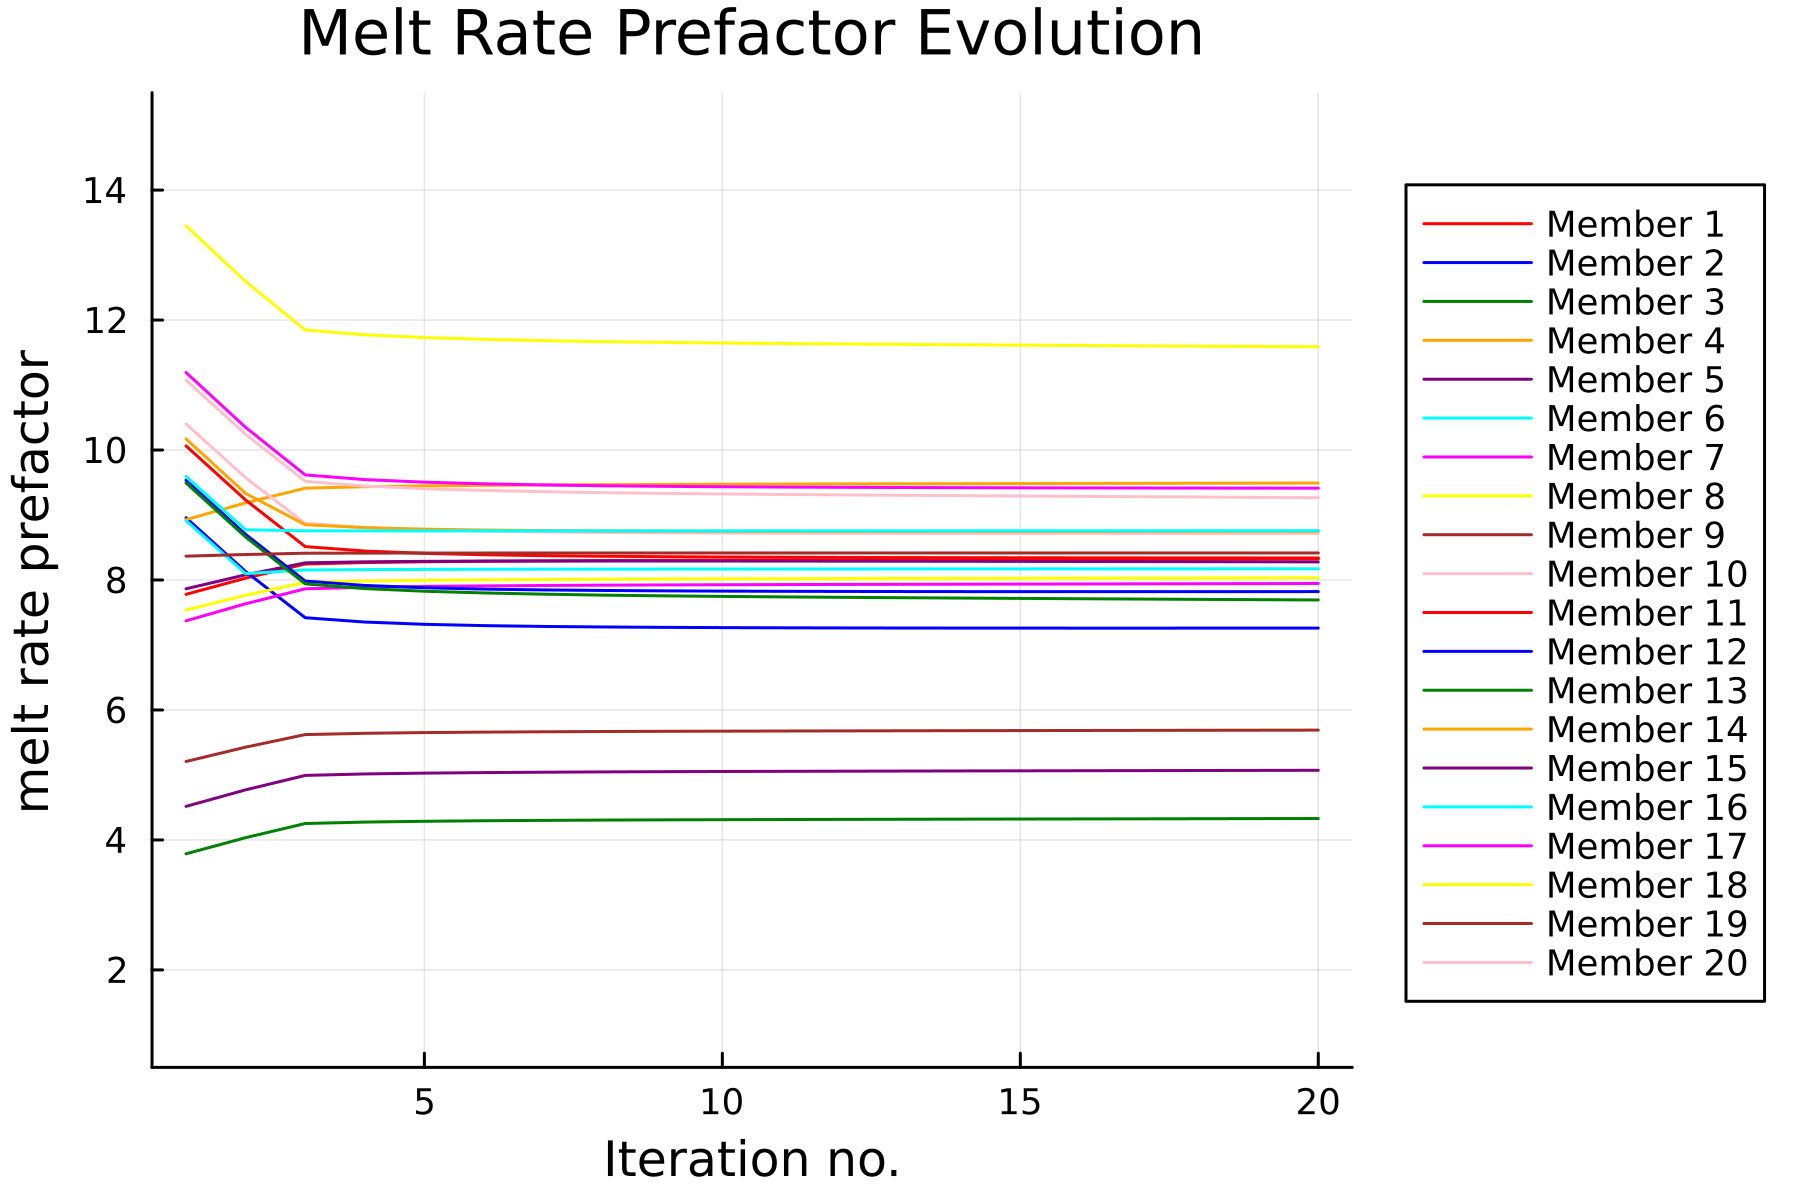 Melt Rate Prefactor Evolution
melt rate prefactor
14
12
10
8
6
4
2
5
10
15
20
Iteration no.
Member 1
Member 2
Member 3
Member 4
Member 5
Member 6
Member 7
Member 8
Member 9
Member 10
Member 11
Member 12
Member 13
Member 14
Member 15
Member 16
Member 17
Member 18
Member 19
Member 20